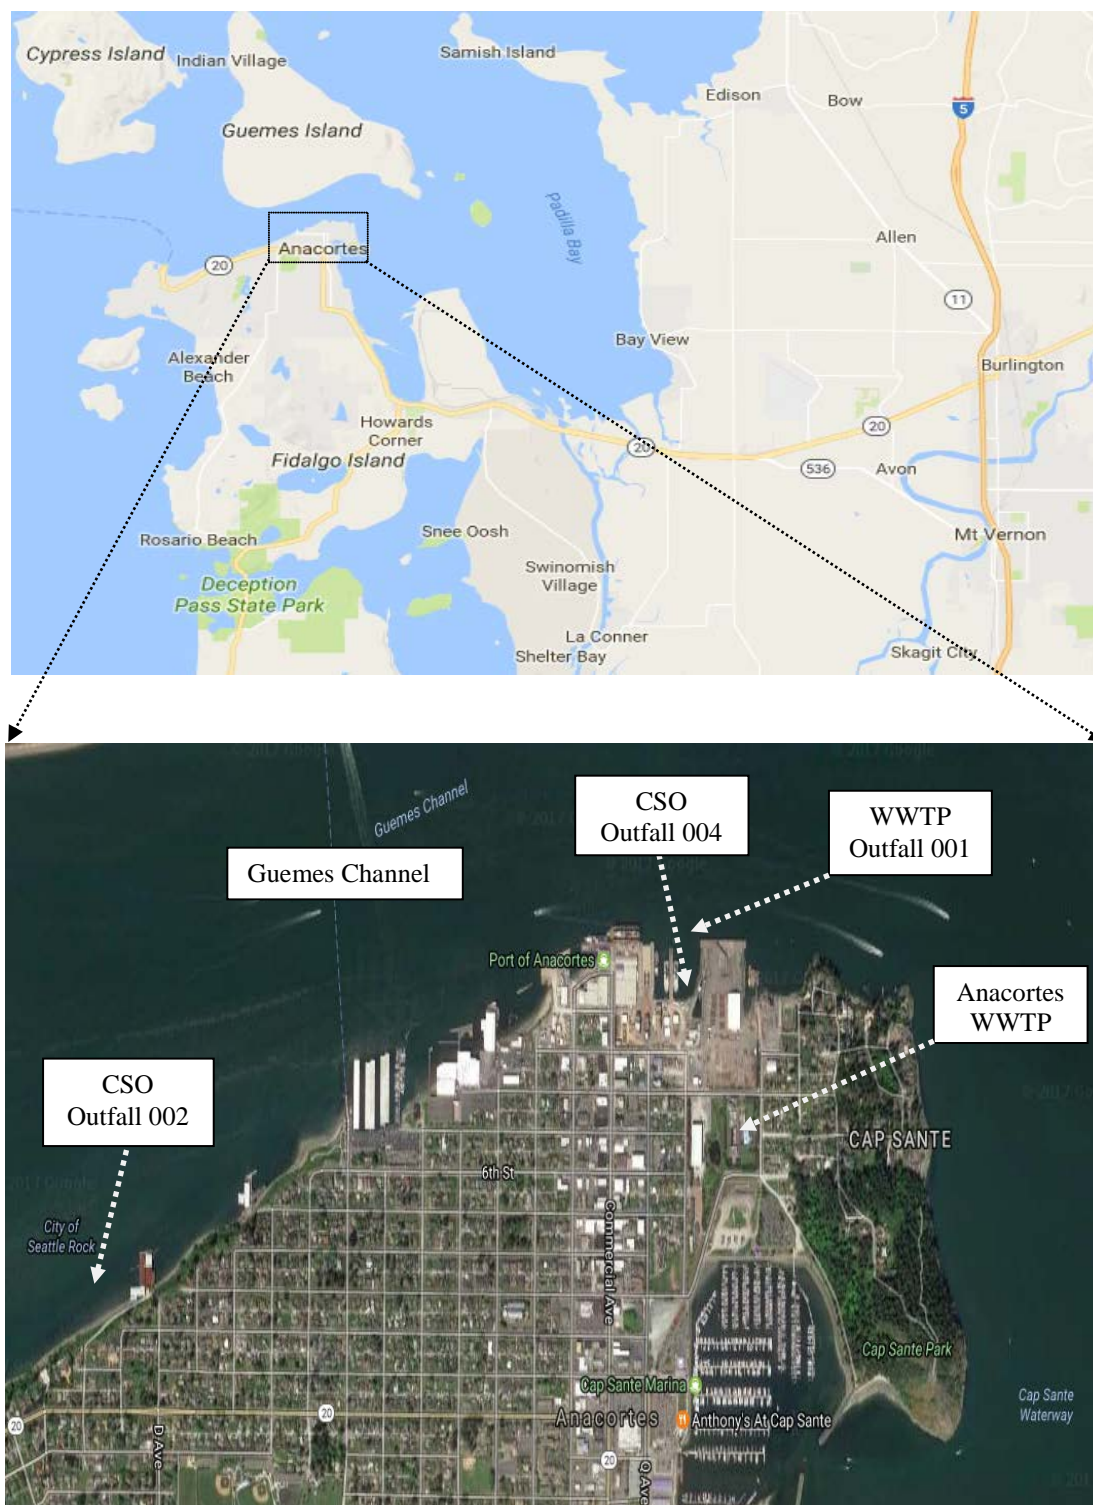 Cypress Island
Indian Village
Samish Island
Edison
Bow
5
Guemes Island
Padilla Bay
Allen
Anacortes
20
11
Bay View
Burlington
Alexander
Beach
Howards
Corner
20
20
536
Avon
Fidalgo Island
Rosario Beach
Snee Oosh
Mt Vernon
Swinomish
Village
Deception
Pass State Park
La Conner
Shelter Bay
Skagit City
Guemes Channel
CSO
Outfall 004
WWTP
Outfall 001
Guemes Channel
Port of Anacortes
Anacortes
WWTP
CSO
Outfall 002
CAP SANTE
6th St
City of
Seattle Rock
Commercial Ave
Cap Sante Park
Cap Sante Marina
Cap Sante
Waterway
Anacortes
Anthony's At Cap Sante
20
20
D Ave
20
Q Ave